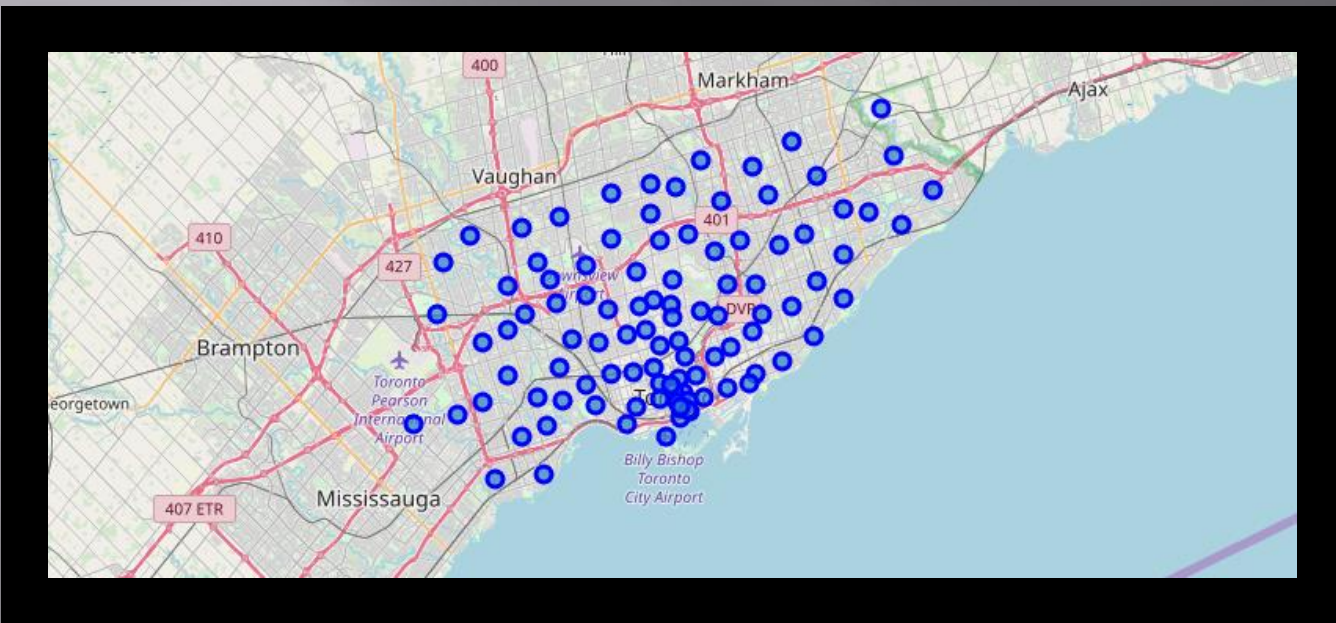 400
Markham
Ajax
Vaughan
401
410
427
DVP
Brampton
Toronto
Pearson
International
Airport
eorgetown
Billy Bishop
Toronto
City Airport
Mississauga
407 ETR